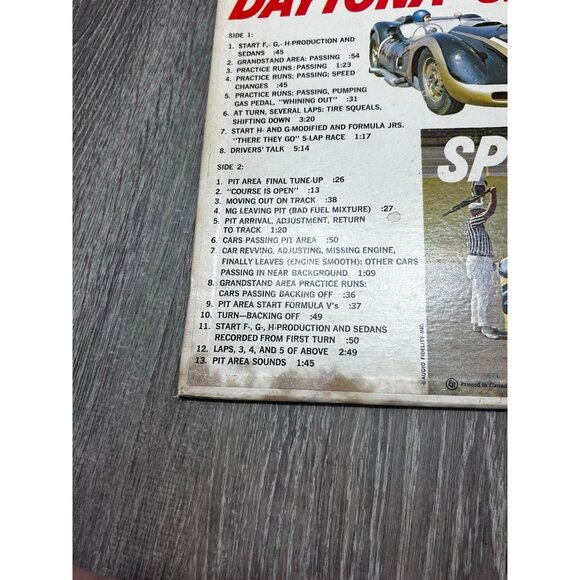 DAYTONA
SIDE 1:
1. START F,- G,- H-PRODUCTION AND
SEDANS :45
2. GRANDSTAND AREA: PASSING :54
3. PRACTICE RUNS: PASSING 1:23
4. PRACTICE RUNS: PASSING; SPEED
CHANGES :45
5. PRACTICE RUNS: PASSING, PUMPING
GAS PEDAL, "WHINING OUT" :31
6. AT TURN, SEVERAL LAPS: TIRE SQUEALS,
SHIFTING DOWN 3:20
7. START H- AND G-MODIFIED AND FORMULA JRS.
"THERE THEY GO" 5-LAP RACE 1:17
8. DRIVERS' TALK 5:14
SIDE 2:
1. PIT AREA FINAL TUNE-UP :26
2. "COURSE IS OPEN" :13
3. MOVING OUT ON TRACK :38
4. MG LEAVING PIT (BAD FUEL MIXTURE) :27
5. PIT ARRIVAL, ADJUSTMENT, RETURN
TO TRACK 1:20
6. CARS PASSING PIT AREA :50
7. CAR REVVING, ADJUSTING, MISSING ENGINE,
FINALLY LEAVES (ENGINE SMOOTH): OTHER CARS
PASSING IN NEAR BACKGROUND 1:09
8. GRANDSTAND AREA PRACTICE RUNS:
CARS PASSING BACKING OFF :36
9. PIT AREA START FORMULA V's :37
10. TURN—BACKING OFF :49
11. START F-, G-, H-PRODUCTION AND SEDANS
RECORDED FROM FIRST TURN :50
12. LAPS, 3, 4, AND 5 OF ABOVE 2:49
13. PIT AREA SOUNDS 1:45
SP
©AUDIO FIDELITY INC.
Printed in Canad